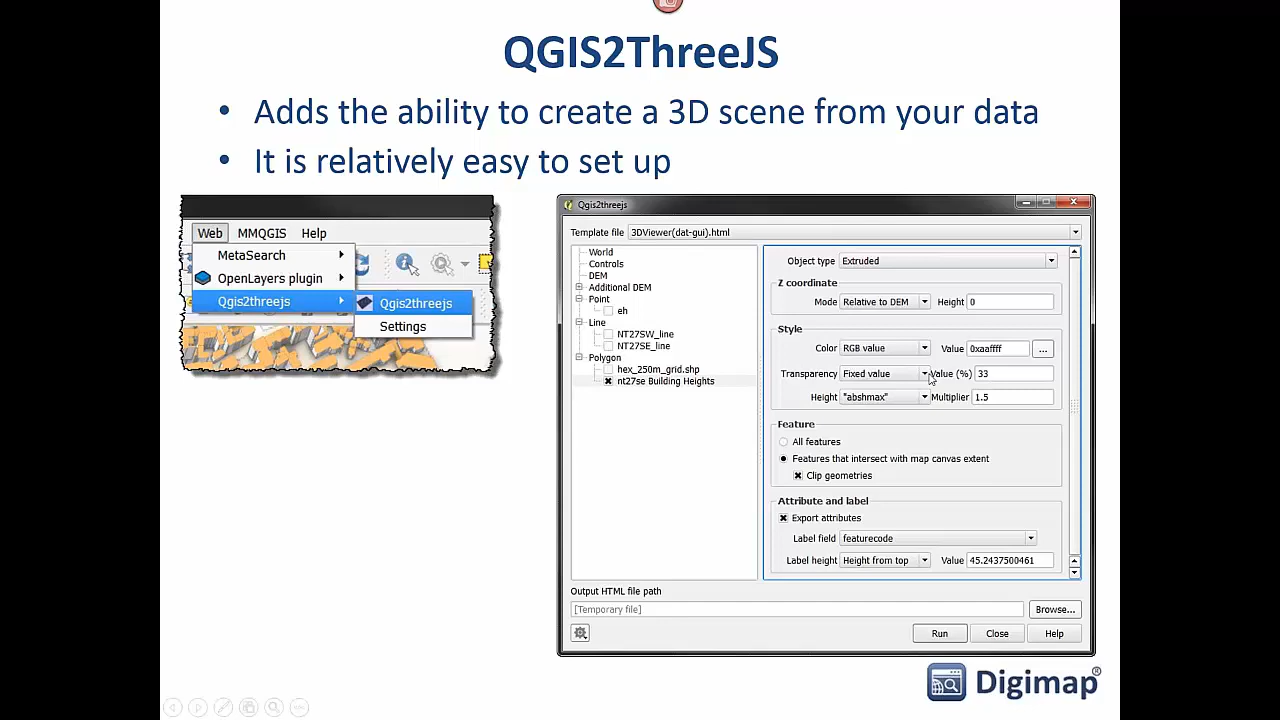 QGIS2ThreeJS
• Adds the ability to create a 3D scene from your data
• It is relatively easy to set up
Web MMQGIS Help
MetaSearch
OpenLayers plugin
Qgis2threejs
Qgis2threejs
Settings
Qgis2threejs
Template file 3DViewer(dat-gui).html
World
Controls
DEM
Additional DEM
Point
eh
Line
NT27SW_line
NT27SE_line
Polygon
hex_250m_grid.shp
nt27se Building Heights
Object type Extruded
Z coordinate
Mode Relative to DEM Height 0
Style
Color RGB value Value 0xaaffff ...
Transparency Fixed value Value (%) 33
Height "abshmax" Multiplier 1.5
Feature
All features
Features that intersect with map canvas extent
Clip geometries
Attribute and label
Export attributes
Label field featurecode
Label height Height from top Value 45.2437500461
Output HTML file path
[Temporary file] Browse...
Run Close Help
Digimap®